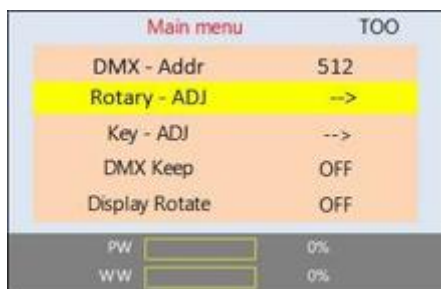 Main menu TOO
DMX - Addr 512
Rotary - ADJ -->
Key - ADJ -->
DMX Keep OFF
Display Rotate OFF
PW 0%
WW 0%